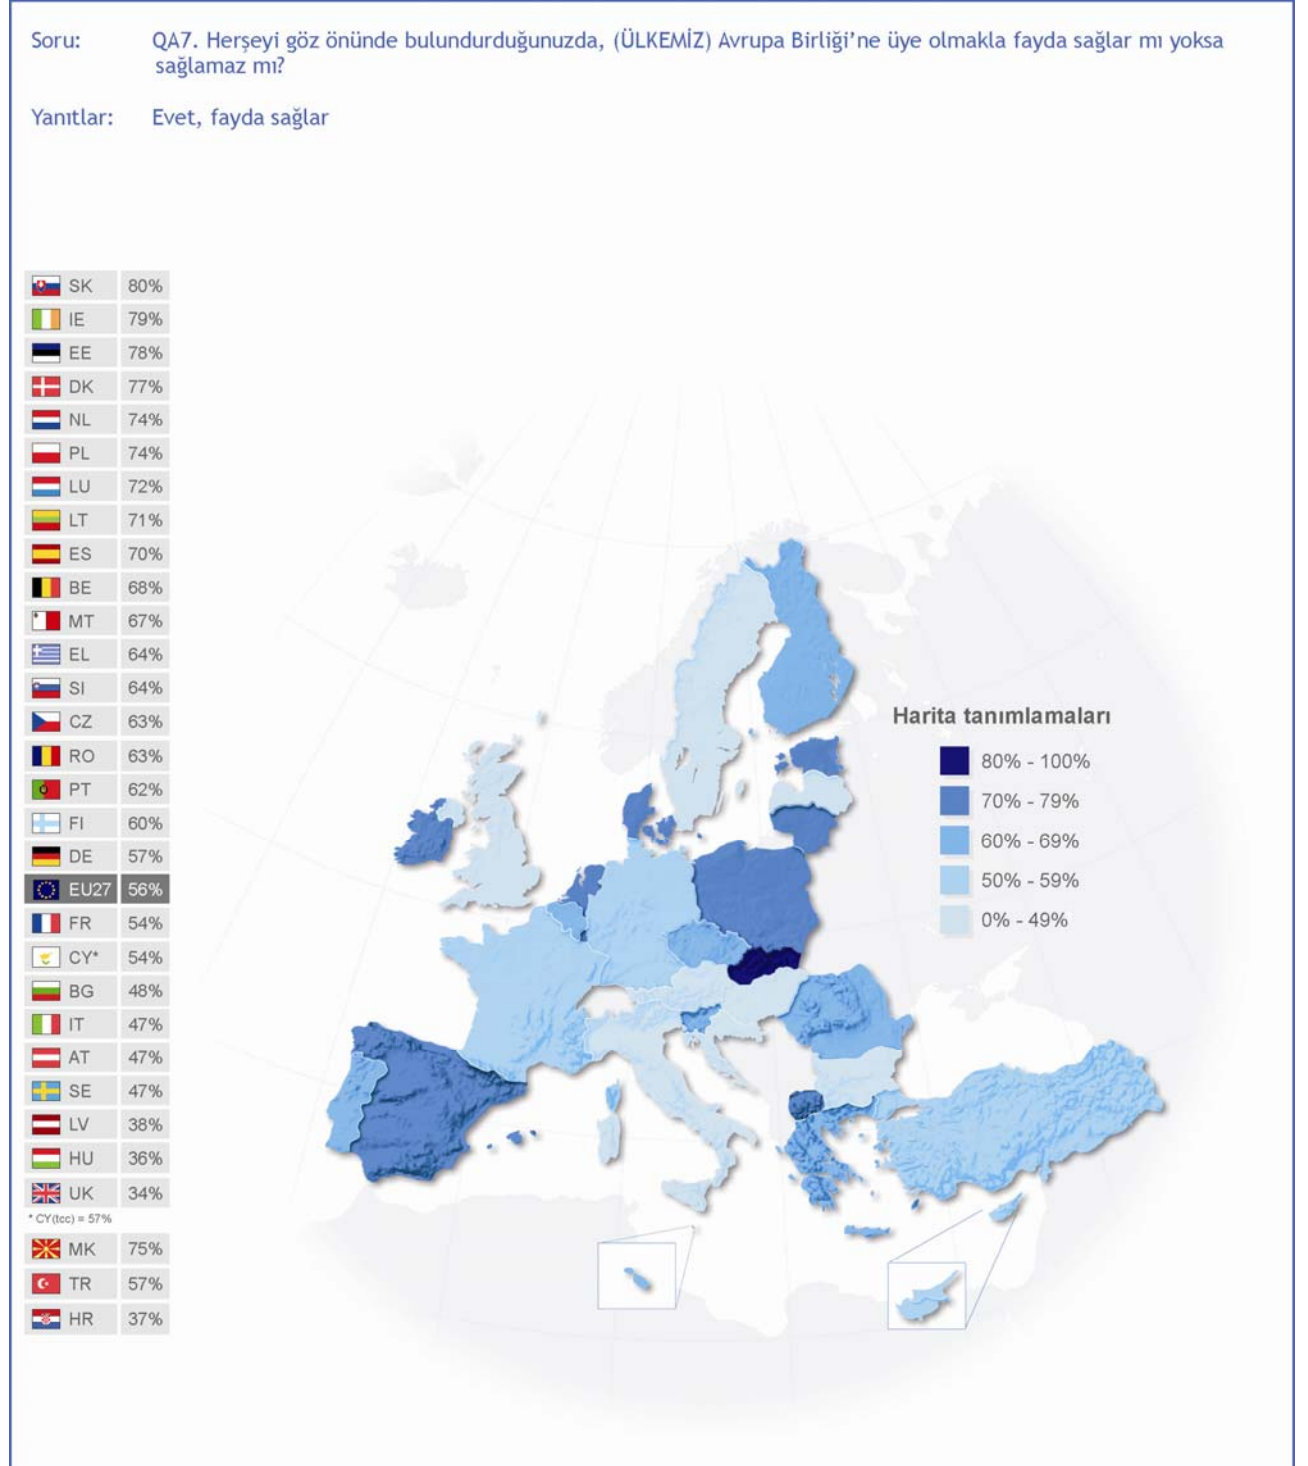 Soru: QA7. Herşeyi göz önünde bulundurduğunuzda, (ÜLKEMİZ) Avrupa Birliği’ne üye olmakla fayda sağlar mı yoksa
sağlamaz mı?
Yanıtlar: Evet, fayda sağlar
SK 80%
IE 79%
EE 78%
DK 77%
NL 74%
PL 74%
LU 72%
LT 71%
ES 70%
BE 68%
MT 67%
EL 64%
SI 64%
CZ 63%
RO 63%
PT 62%
FI 60%
DE 57%
EU27 56%
FR 54%
CY* 54%
BG 48%
IT 47%
AT 47%
SE 47%
LV 38%
HU 36%
UK 34%
* CY(tcc) = 57%
MK 75%
TR 57%
HR 37%
Harita tanımlamaları
80% - 100%
70% - 79%
60% - 69%
50% - 59%
0% - 49%